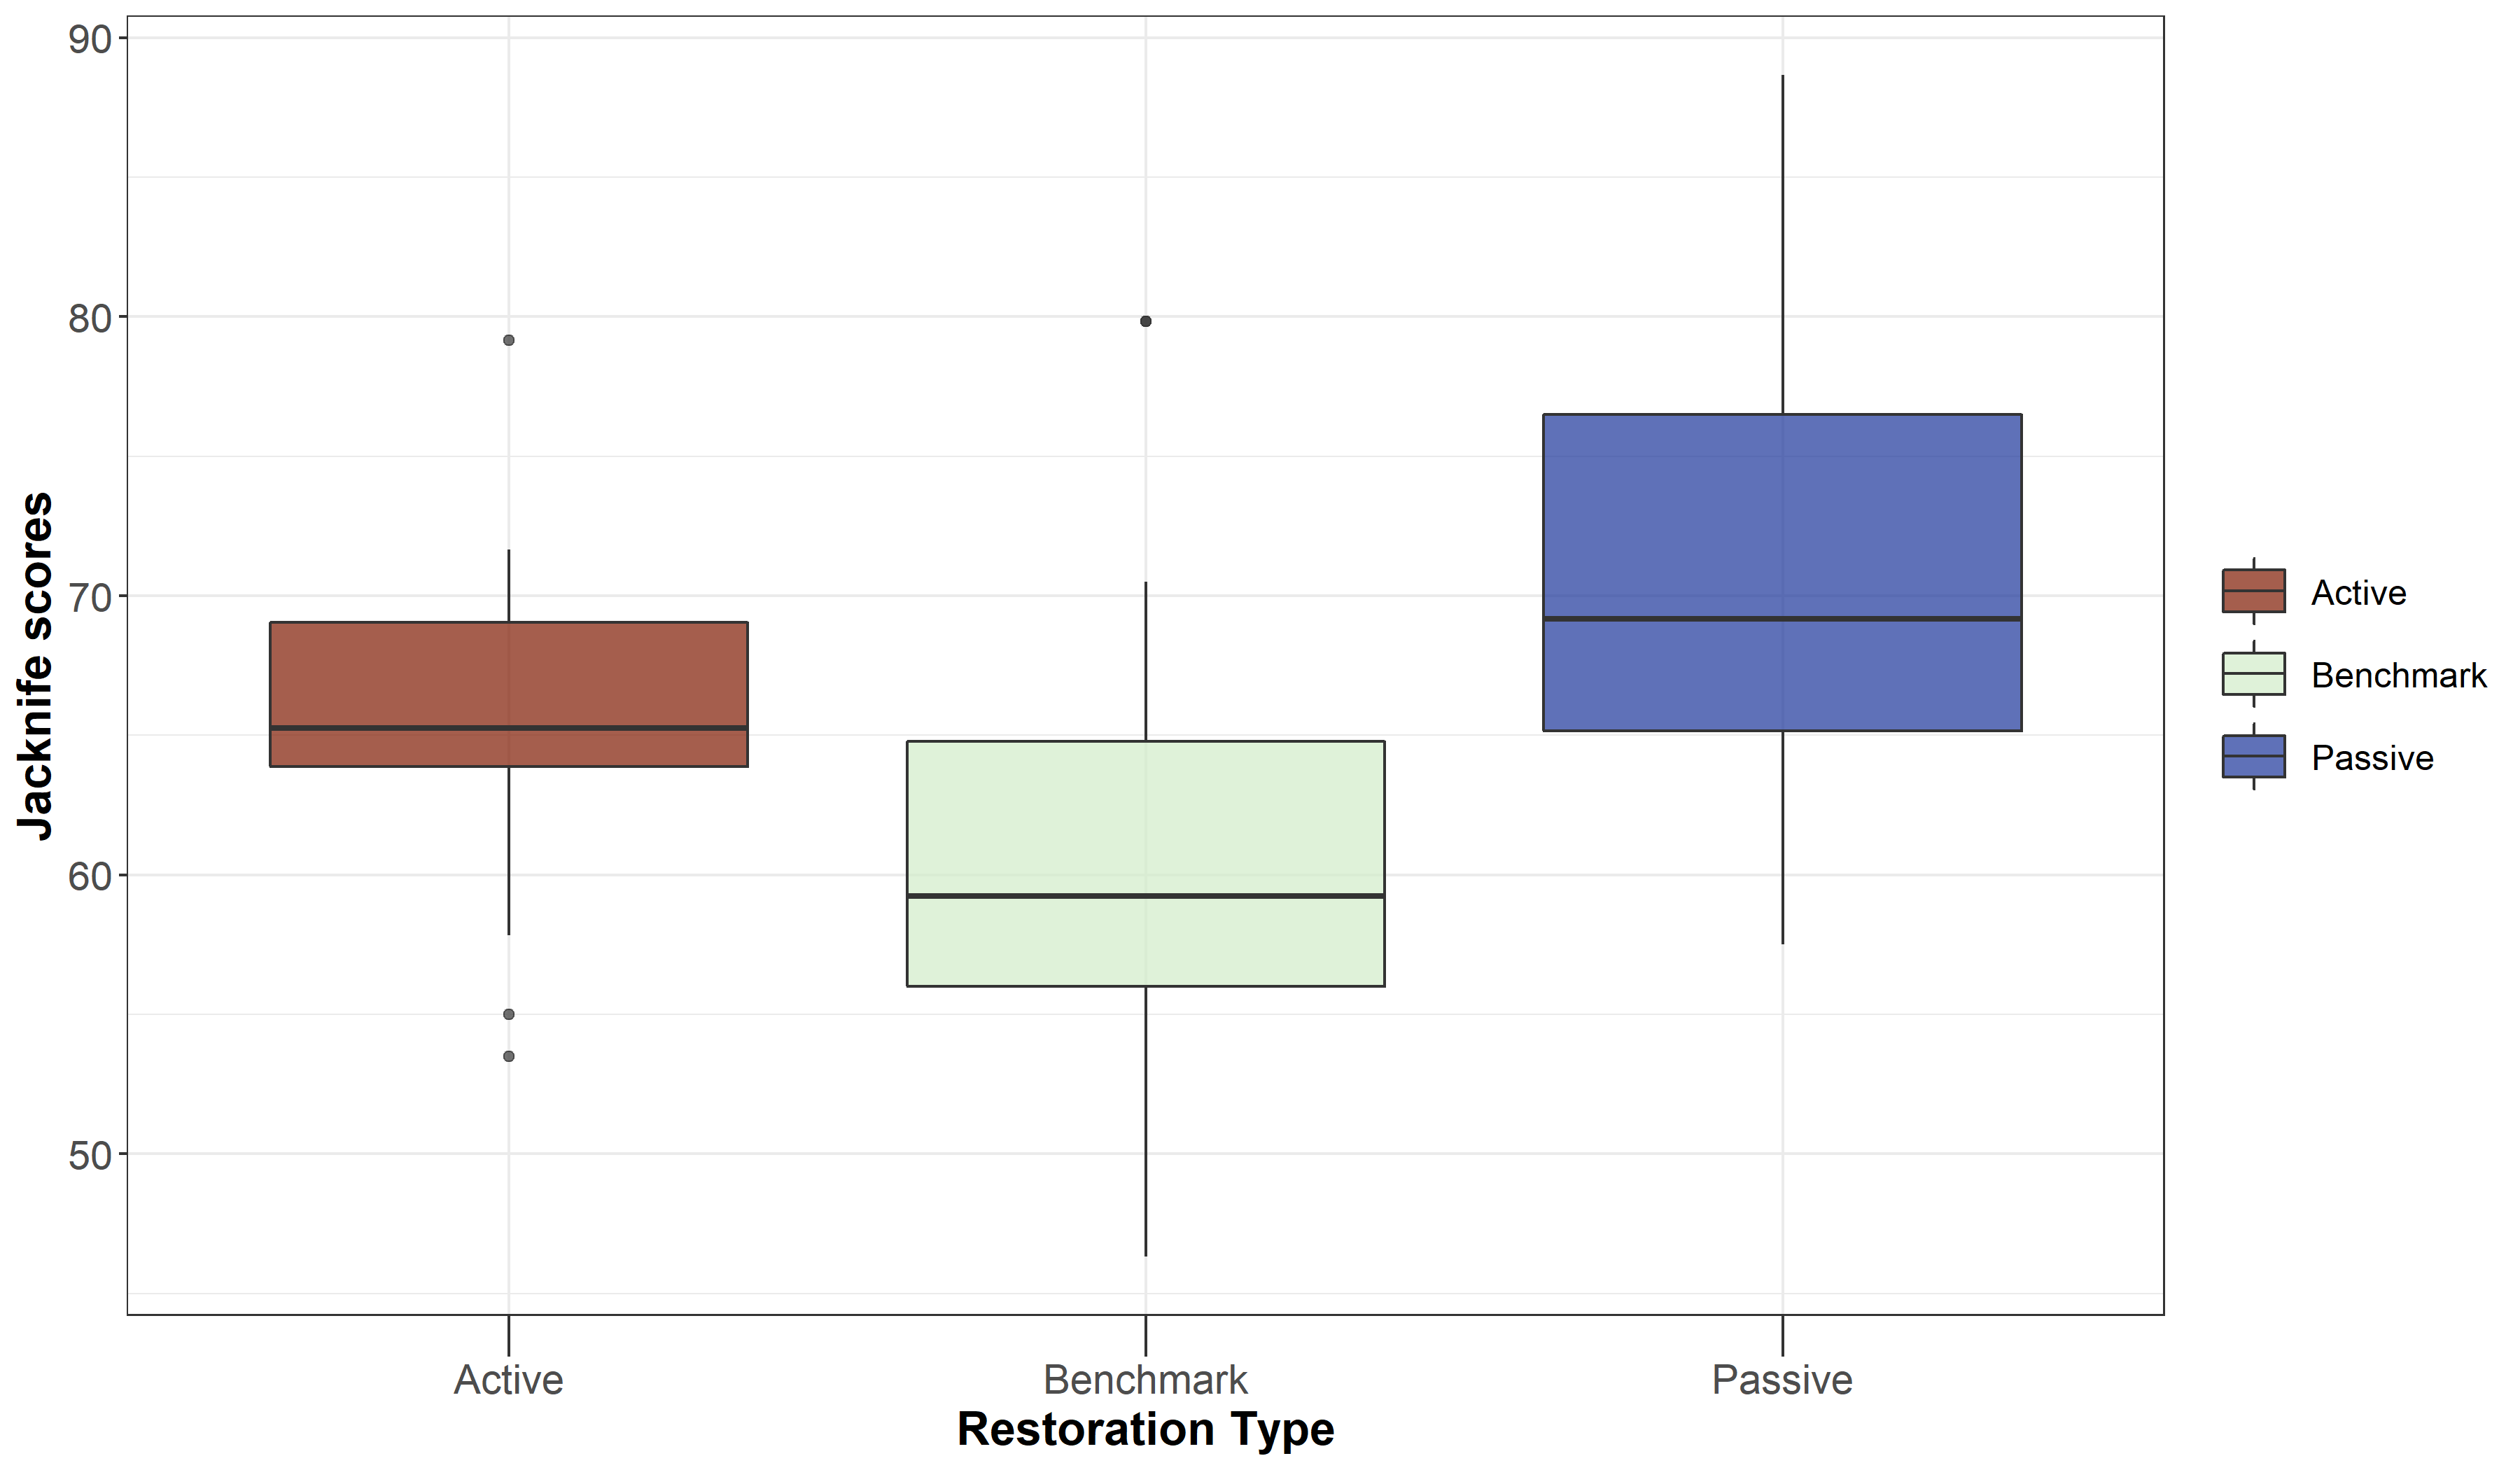 90
80
70
60
50
Jacknife scores
Active
Benchmark
Passive
Restoration Type
Active
Benchmark
Passive